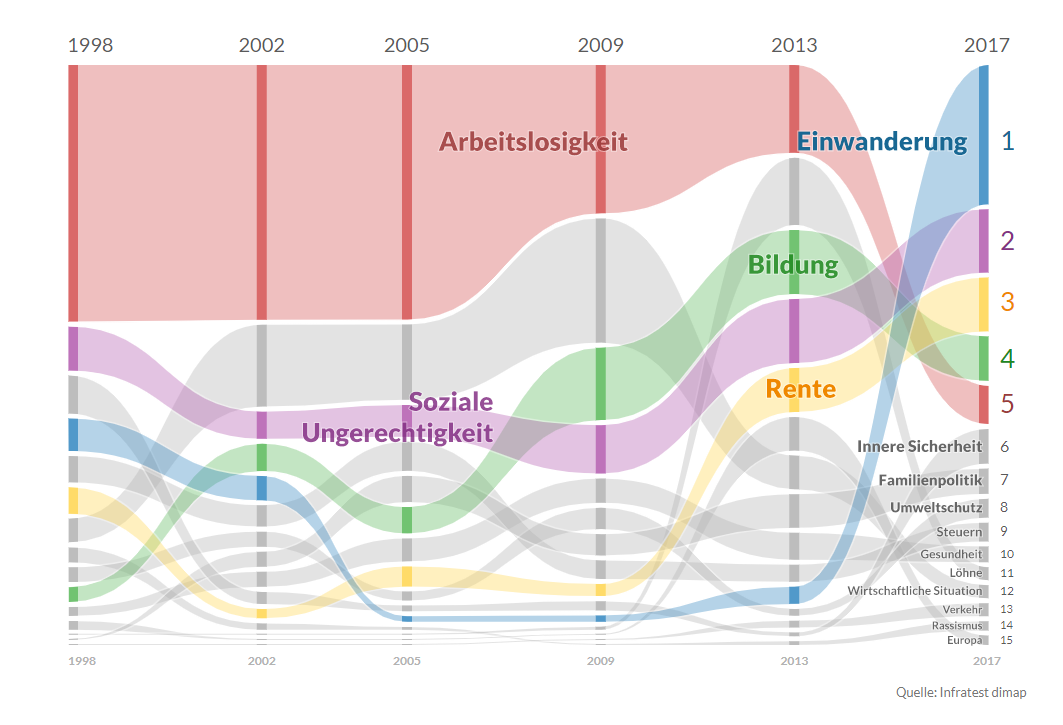 1998 2002 2005 2009 2013 2017
Arbeitslosigkeit
Einwanderung 1
2
Bildung
3
4
Rente
Soziale
Ungerechtigkeit
5
Innere Sicherheit 6
Familienpolitik 7
Umweltschutz 8
Steuern 9
Gesundheit 10
Löhne 11
Wirtschaftliche Situation 12
Verkehr 13
Rassismus 14
Europa 15
1998 2002 2005 2009 2013 2017
Quelle: Infratest dimap